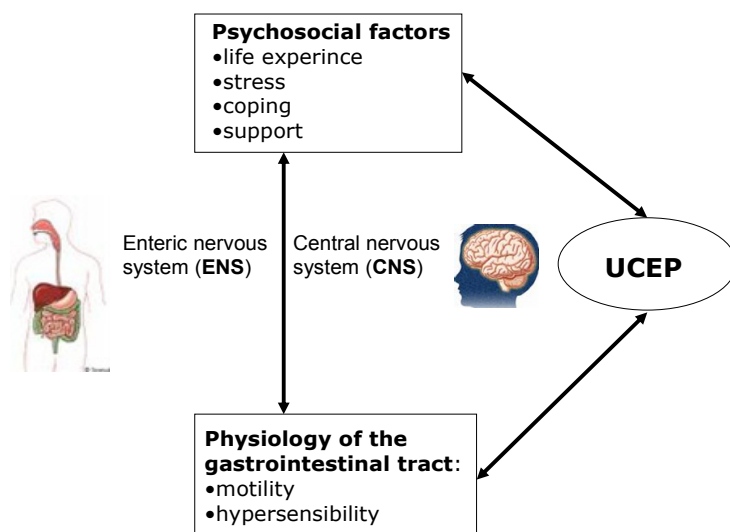 Psychosocial factors
•life experince
•stress
•coping
•support
Enteric nervous
system (ENS)
Central nervous
system (CNS)
UCEP
Physiology of the
gastrointestinal tract:
•motility
•hypersensibility